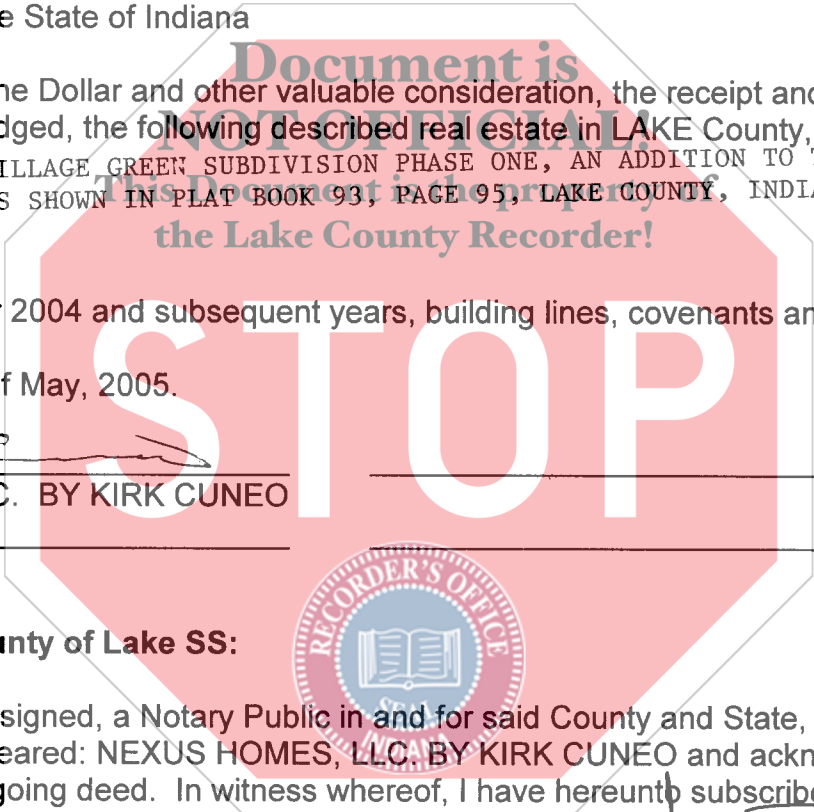 e State of Indiana
Document is
ne Dollar and other valuable consideration, the receipt and
NOT OFFICIAL!
dged, the following described real estate in LAKE County,
ILLAGE GREEN SUBDIVISION PHASE ONE, AN ADDITION TO T
This Document is the property of
S SHOWN IN PLAT BOOK 93, PAGE 95, LAKE COUNTY, INDIA
the Lake County Recorder!
2004 and subsequent years, building lines, covenants an
STOP
f May, 2005.
C. BY KIRK CUNEO
RECORDER'S OFFICE
unty of Lake SS:
signed, a Notary Public in and for said County and State,
SEAL
eared: NEXUS HOMES, LLC. BY KIRK CUNEO and ackn
INDIANA
going deed. In witness whereof, I have hereunto subscribe